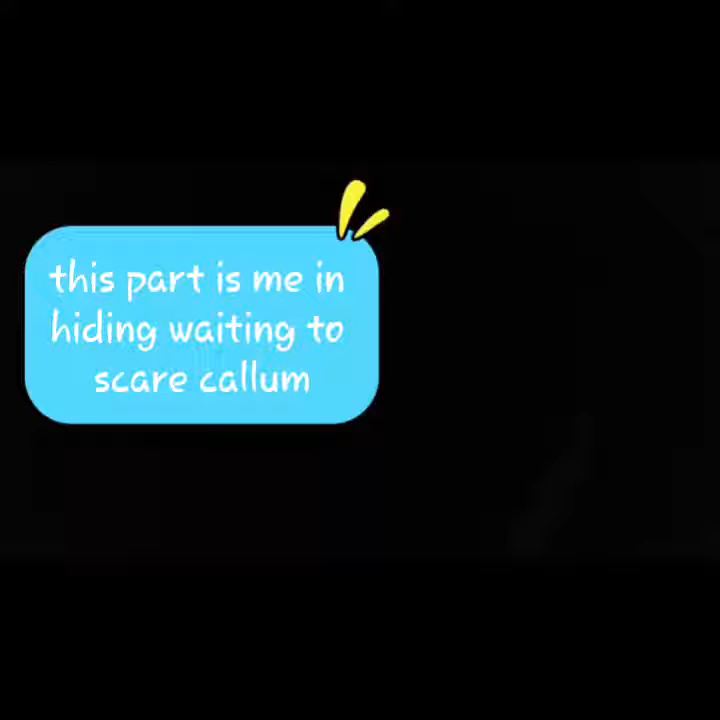 this part is me in
hiding waiting to
scare callum